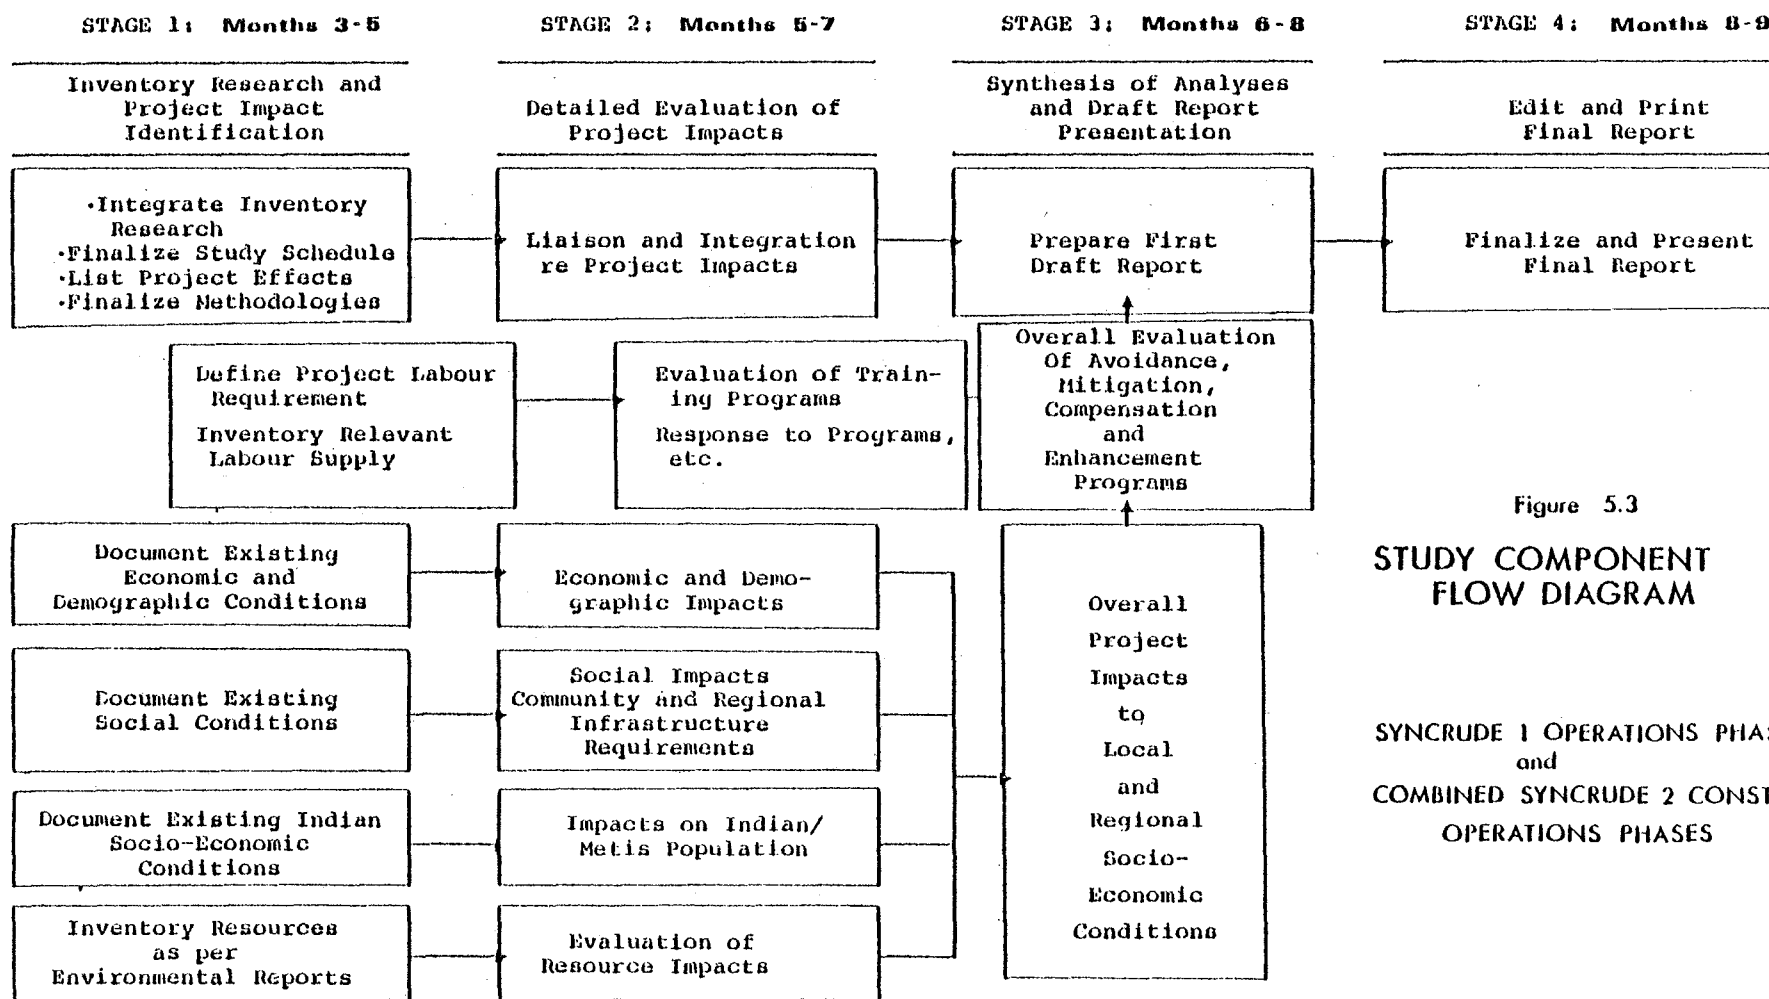 STAGE 1: Months 3-5
STAGE 2: Months 5-7
STAGE 3: Months 6-8
STAGE 4: Months 8-9
Inventory Research and
Project Impact
Identification
Detailed Evaluation of
Project Impacts
Synthesis of Analyses
and Draft Report
Presentation
Edit and Print
Final Report
·Integrate Inventory
Research
·Finalize Study Schedule
·List Project Effects
·Finalize Methodologies
Liaison and Integration
re Project Impacts
Prepare First
Draft Report
Finalize and Present
Final Report
Define Project Labour
Requirement
Inventory Relevant
Labour Supply
Evaluation of Train-
ing Programs
Response to Programs,
etc.
Overall Evaluation
Of Avoidance,
Mitigation,
Compensation
and
Enhancement
Programs
Document Existing
Economic and
Demographic Conditions
Economic and Demo-
graphic Impacts
Document Existing
Social Conditions
Social Impacts
Community and Regional
Infrastructure
Requirements
Document Existing Indian
Socio-Economic
Conditions
Impacts on Indian/
Metis Population
Inventory Resources
as per
Environmental Reports
Evaluation of
Resource Impacts
Overall
Project
Impacts
to
Local
and
Regional
Socio-
Economic
Conditions
Figure 5.3
STUDY COMPONENT
FLOW DIAGRAM
SYNCRUDE 1 OPERATIONS PHA
and
COMBINED SYNCRUDE 2 CONST
OPERATIONS PHASES